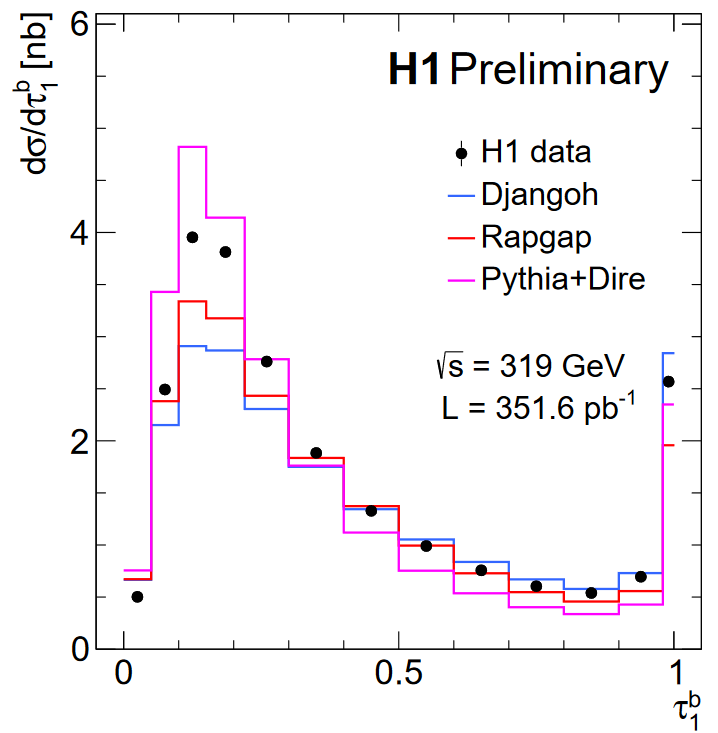 dσ/dτ₁ᵇ [nb]
6
4
2
0
H1 Preliminary
H1 data
Djangoh
Rapgap
Pythia+Dire
√s = 319 GeV
L = 351.6 pb⁻¹
0
0.5
1
τ₁ᵇ